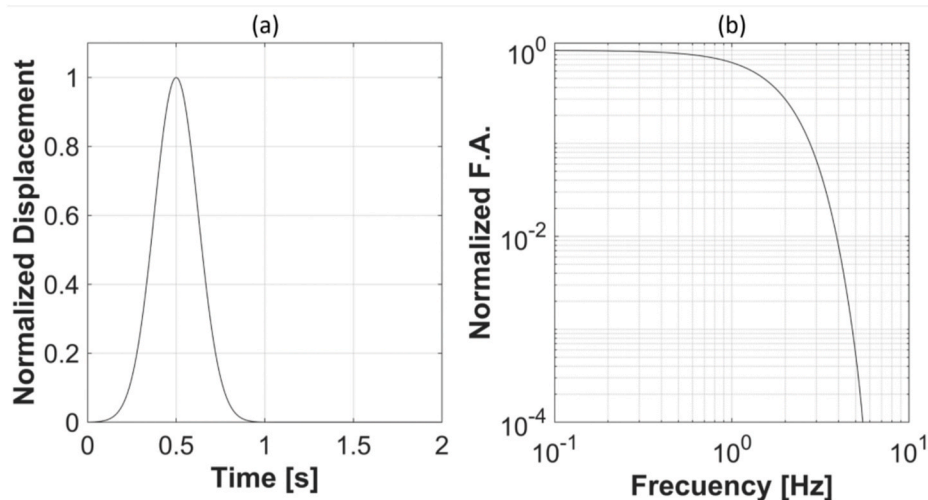 (a)
Normalized Displacement
1
0.8
0.6
0.4
0.2
0
0 0.5 1 1.5 2
Time [s]
(b)
Normalized F.A.
10^0
10^-2
10^-4
10^-1 10^0 10^1
Frecuency [Hz]